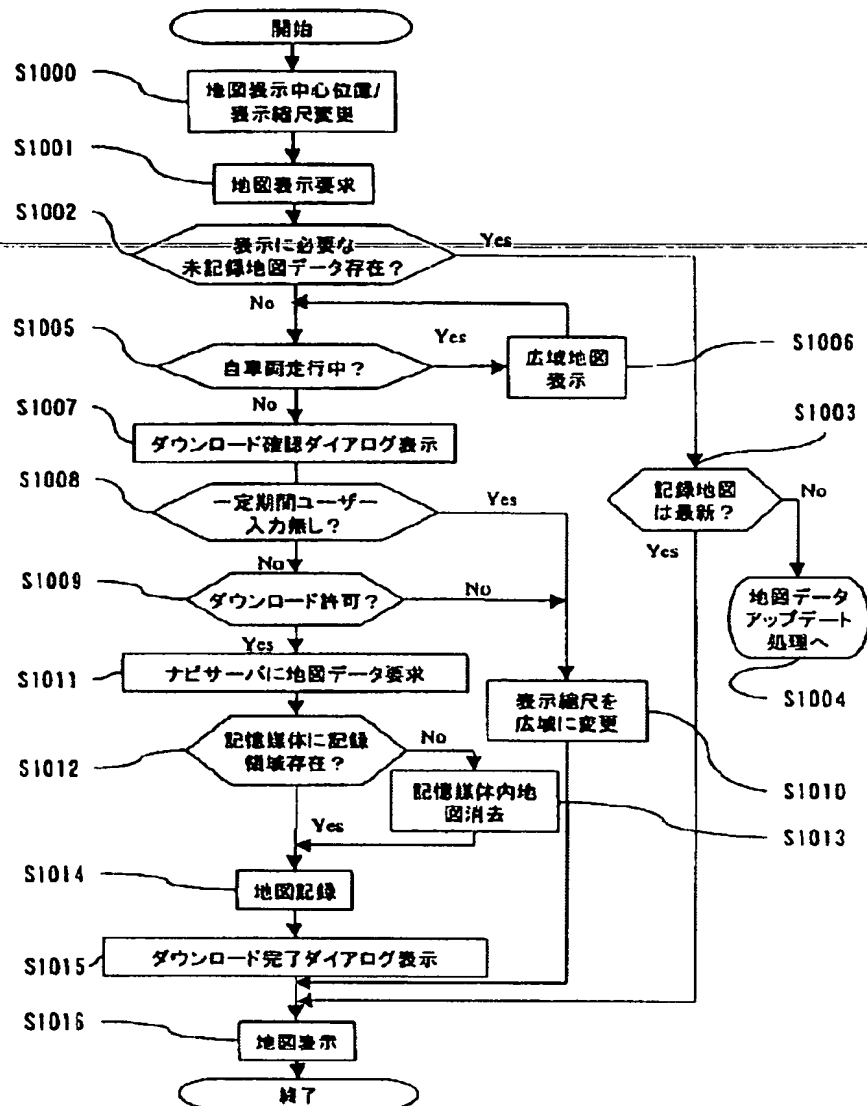 開始
S1000
地図表示中心位置/
表示縮尺変更
S1001
地図表示要求
S1002
表示に必要な
未記録地図データ存在?
Yes
No
S1005
自車両走行中?
Yes
広域地図
表示
S1006
No
S1007
ダウンロード確認ダイアログ表示
S1003
記録地図
は最新?
No
Yes
S1008
一定期間ユーザー
入力無し?
Yes
No
S1009
ダウンロード許可?
No
Yes
地図データ
アップデート
処理へ
S1004
S1011
ナビサーバに地図データ要求
表示縮尺を
広域に変更
S1010
S1012
記憶媒体に記録
領域存在?
No
Yes
記憶媒体内地
図消去
S1013
S1014
地図記録
S1015
ダウンロード完了ダイアログ表示
S1016
地図表示
終了